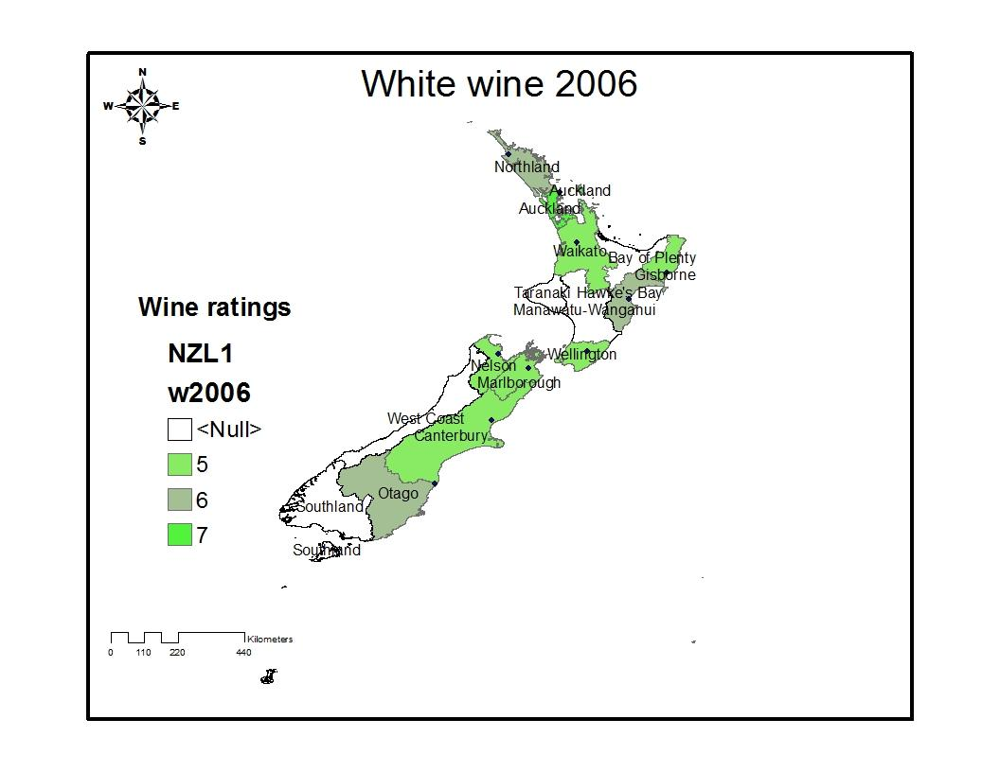 White wine 2006
N
W E
S
Northland
Auckland
Auckland
Waikato
Bay of Plenty
Gisborne
Taranaki Hawke's Bay
Manawatu-Wanganui
Wellington
Nelson
Marlborough
West Coast
Canterbury
Otago
Southland
Southland
Wine ratings
NZL1
w2006
<Null>
5
6
7
Kilometers
0 110 220 440